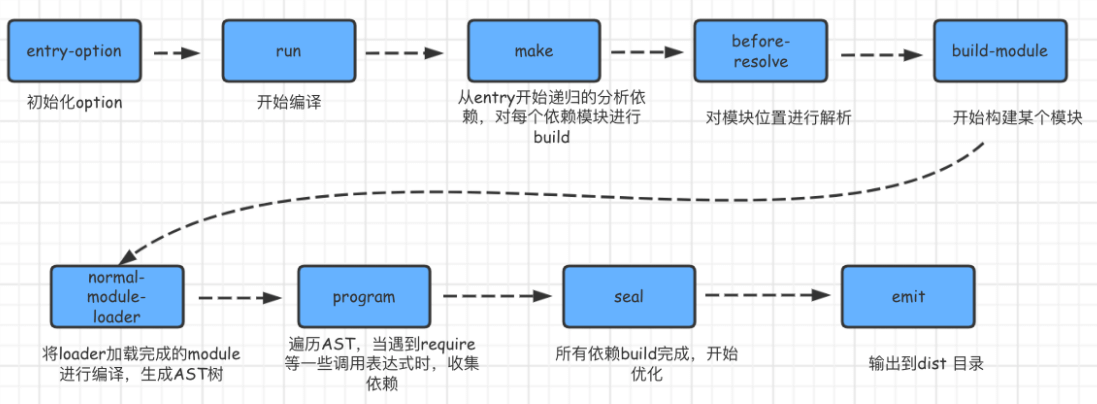 entry-option
初始化option
run
开始编译
make
从entry开始递归的分析依
赖，对每个依赖模块进行
build
before-
resolve
对模块位置进行解析
build-module
开始构建某个模块
normal-
module-
loader
将loader加载完成的module
进行编译，生成AST树
program
遍历AST，当遇到require
等一些调用表达式时，收集
依赖
seal
所有依赖build完成，开始
优化
emit
输出到dist 目录